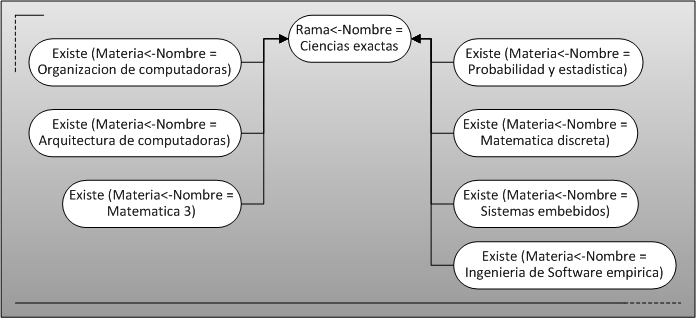 Rama<-Nombre =
Ciencias exactas
Existe (Materia<-Nombre =
Organizacion de computadoras)
Existe (Materia<-Nombre =
Arquitectura de computadoras)
Existe (Materia<-Nombre =
Matematica 3)
Existe (Materia<-Nombre =
Probabilidad y estadistica)
Existe (Materia<-Nombre =
Matematica discreta)
Existe (Materia<-Nombre =
Sistemas embebidos)
Existe (Materia<-Nombre =
Ingenieria de Software empirica)